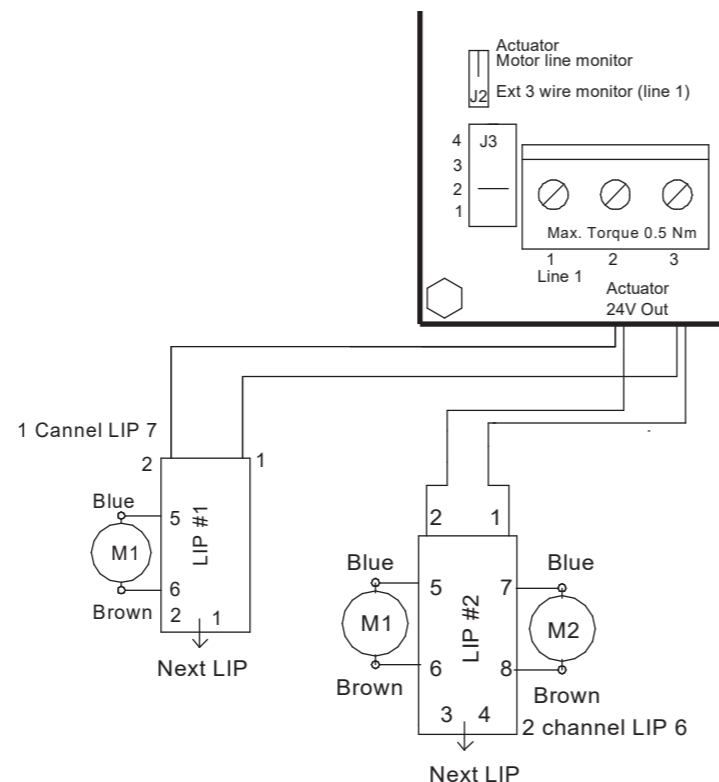 Actuator
Motor line monitor
J2
Ext 3 wire monitor (line 1)
4
J3
3
2
1
Max. Torque 0.5 Nm
1 2 3
Line 1
Actuator
24V Out
1 Cannel LIP 7
2 1
Blue
5
M1
LIP #1
6
Brown
2 1
Next LIP
2 1
Blue
5
M1
LIP #2
6
Brown
Blue
7
M2
8
Brown
3 4
2 channel LIP 6
Next LIP